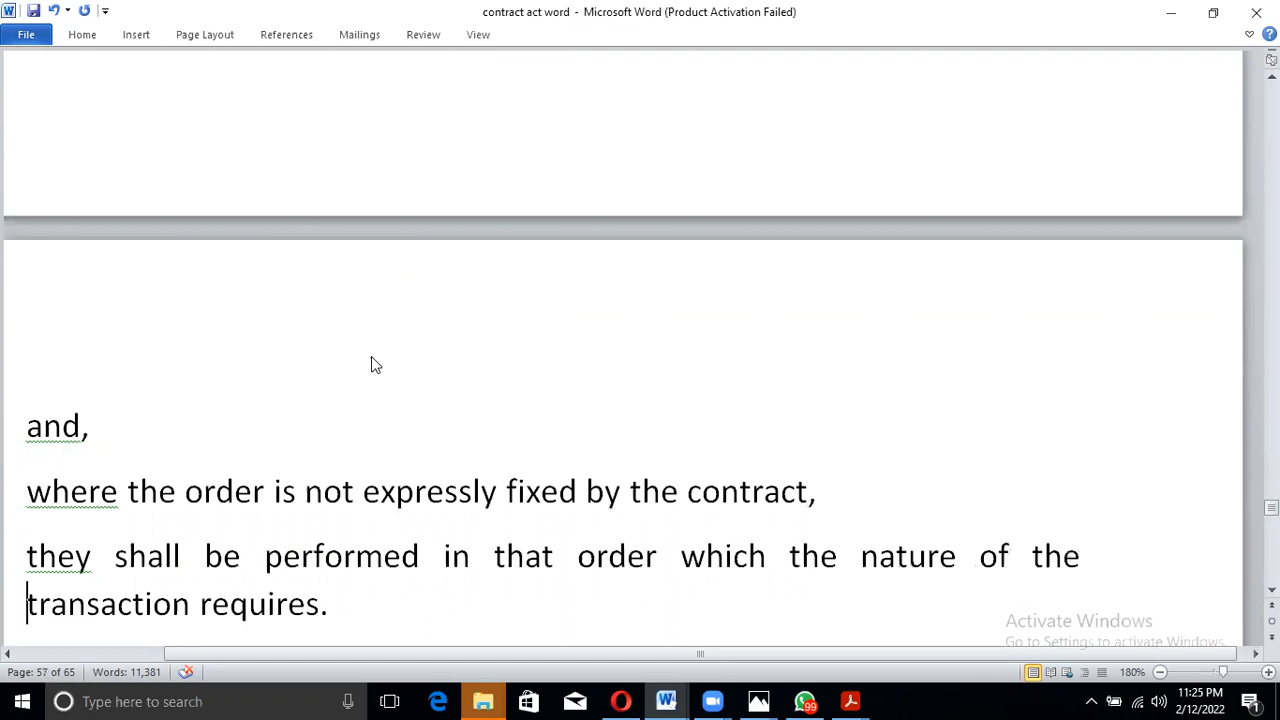 contract act word - Microsoft Word (Product Activation Failed)
File Home Insert Page Layout References Mailings Review View
and,
where the order is not expressly fixed by the contract,
they shall be performed in that order which the nature of the
transaction requires.
Activate Windows
Go to Settings to activate Windows.
Page: 57 of 65 Words: 11,381 180%
Type here to search
99
11:25 PM
2/12/2022
1